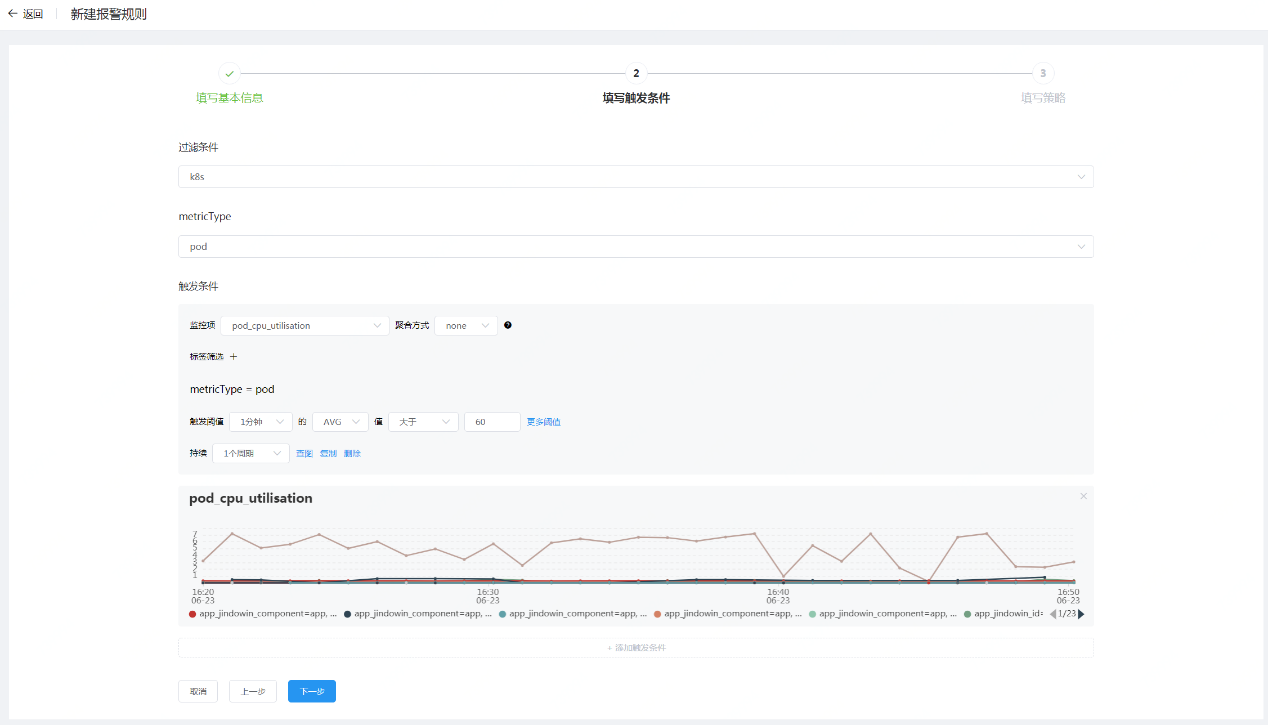 返回 新建报警规则
2 3
填写基本信息 填写触发条件 填写策略
过滤条件
k8s
metricType
pod
触发条件
监控项 pod_cpu_utilisation 聚合方式 none ?
标签筛选 +
metricType = pod
触发阈值 1分钟 的 AVG 值 大于 60 更多阈值
持续 1个周期 查图 复制 删除
pod_cpu_utilisation
7
6
5
4
3
2
1
16:20 16:30 16:40 16:50
06-23 06-23 06-23 06-23
app_jindowin_component=app, ... app_jindowin_component=app, ... app_jindowin_component=app, ... app_jindowin_component=app, ... app_jindowin_component=app, ... app_jindowin_id= 1/23
+ 添加触发条件
取消 上一步 下一步